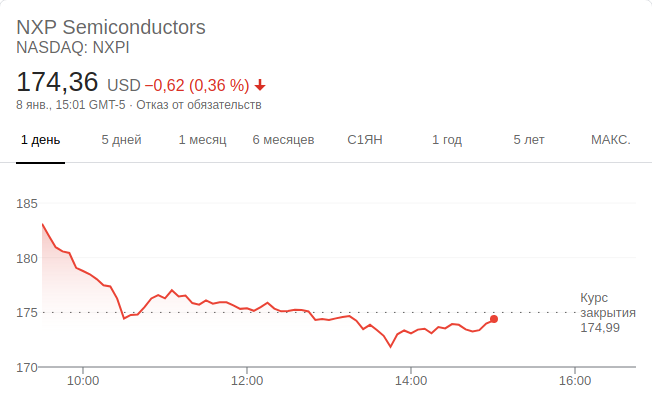 NXP Semiconductors
NASDAQ: NXPI
174,36 USD −0,62 (0,36 %)
8 янв., 15:01 GMT-5 · Отказ от обязательств
1 день 5 дней 1 месяц 6 месяцев С1ЯН 1 год 5 лет МАКС.
185
180
175
170
Курс
закрытия
174,99
10:00 12:00 14:00 16:00